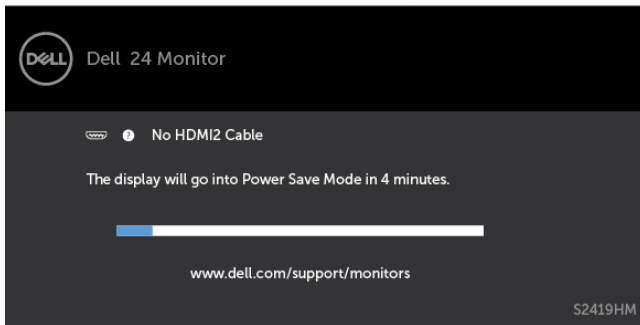 DELL
Dell 24 Monitor
? No HDMI2 Cable
The display will go into Power Save Mode in 4 minutes.
www.dell.com/support/monitors
S2419HM